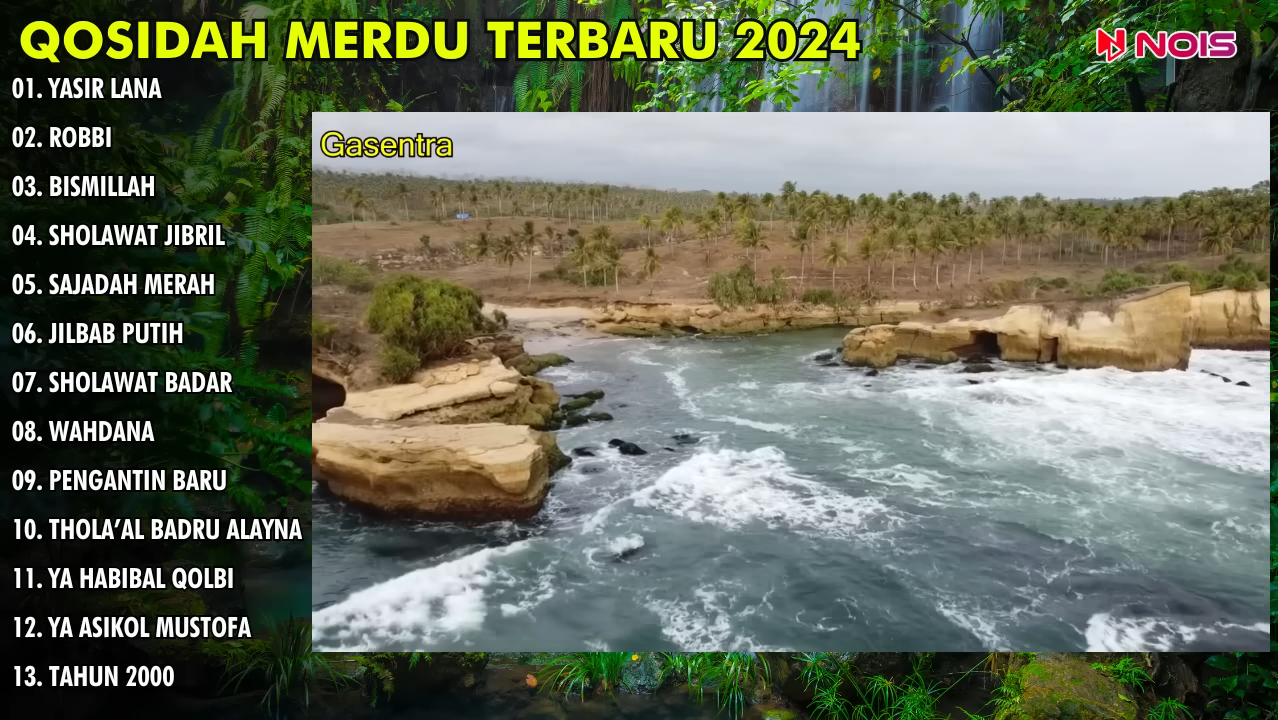 QOSIDAH MERDU TERBARU 2024
NOIS
01. YASIR LANA
02. ROBBI
03. BISMILLAH
04. SHOLAWAT JIBRIL
05. SAJADAH MERAH
06. JILBAB PUTIH
07. SHOLAWAT BADAR
08. WAHDANA
09. PENGANTIN BARU
10. THOLA’AL BADRU ALAYNA
11. YA HABIBAL QOLBI
12. YA ASIKOL MUSTOFA
13. TAHUN 2000
Gasentra